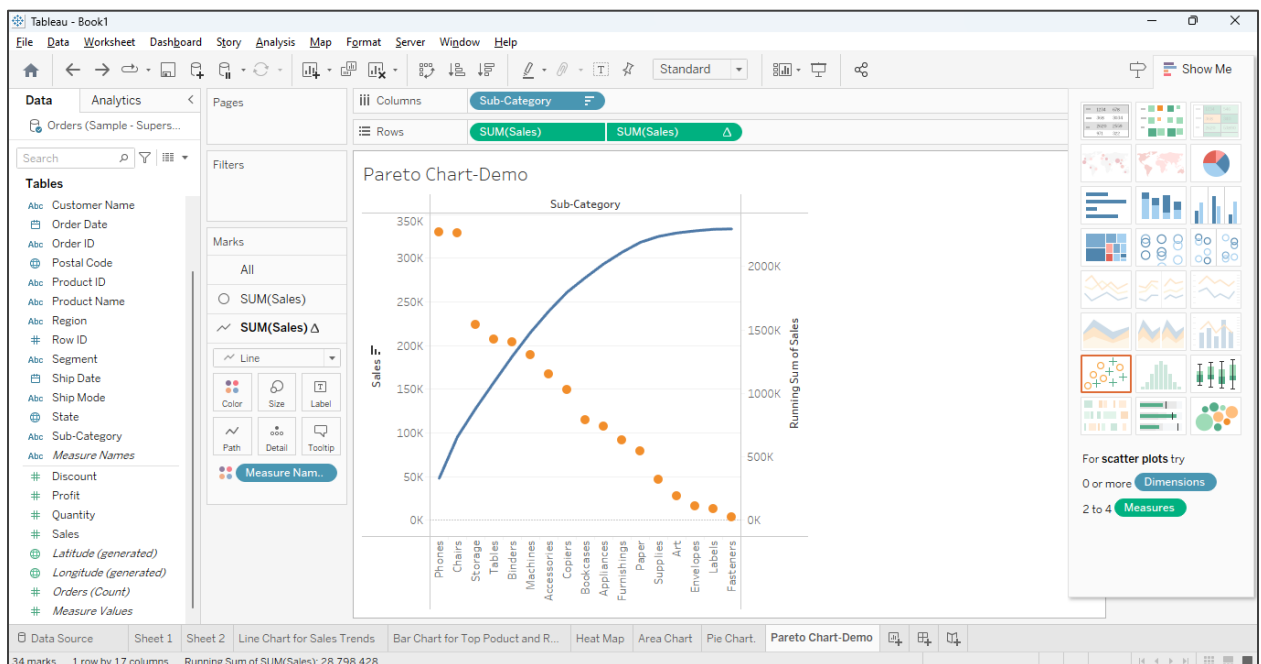 Tableau - Book1
File Data Worksheet Dashboard Story Analysis Map Format Server Window Help
Standard
Show Me
Data Analytics
Orders (Sample - Supers...
Search
Tables
Abc Customer Name
Order Date
Abc Order ID
Postal Code
Abc Product ID
Abc Product Name
Abc Region
# Row ID
Abc Segment
Ship Date
Abc Ship Mode
State
Abc Sub-Category
Abc Measure Names
# Discount
# Profit
# Quantity
# Sales
Latitude (generated)
Longitude (generated)
# Orders (Count)
# Measure Values
Pages
Filters
Marks
All
SUM(Sales)
SUM(Sales) Δ
Line
Color Size Label
Path Detail Tooltip
Measure Nam..
Columns Sub-Category
Rows SUM(Sales) SUM(Sales) Δ
Pareto Chart-Demo
Sub-Category
350K
300K
250K
200K
150K
100K
50K
0K
Sales
2000K
1500K
1000K
500K
0K
Running Sum of Sales
Phones
Chairs
Storage
Tables
Binders
Machines
Accessories
Copiers
Bookcases
Appliances
Furnishings
Paper
Supplies
Art
Envelopes
Labels
Fasteners
For scatter plots try
0 or more Dimensions
2 to 4 Measures
Data Source Sheet 1 Sheet 2 Line Chart for Sales Trends Bar Chart for Top Poduct and R... Heat Map Area Chart Pie Chart. Pareto Chart-Demo
34 marks 1 row by 17 columns Running Sum of SUM(Sales): 28,798,428